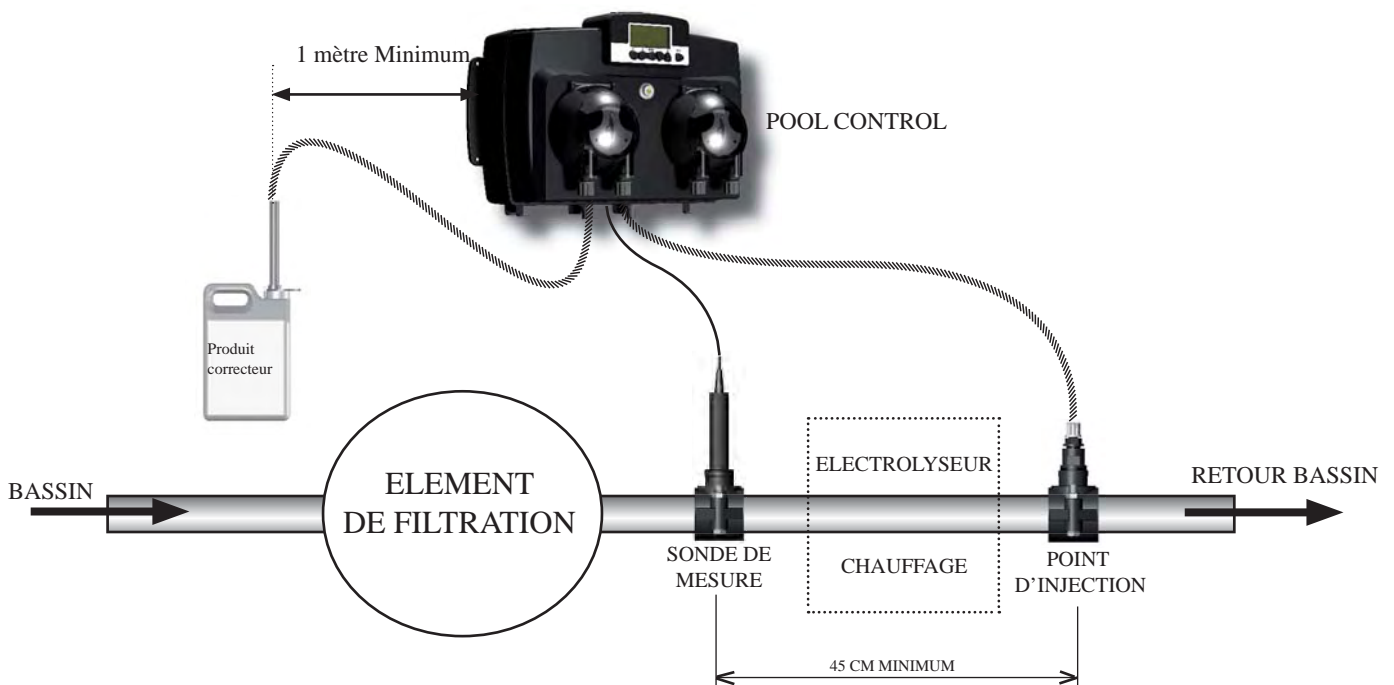 1 mètre Minimum
POOL CONTROL
Produit
correcteur
BASSIN
ELEMENT
DE FILTRATION
ELECTROLYSEUR
RETOUR BASSIN
SONDE DE
MESURE
CHAUFFAGE
POINT
D’INJECTION
45 CM MINIMUM